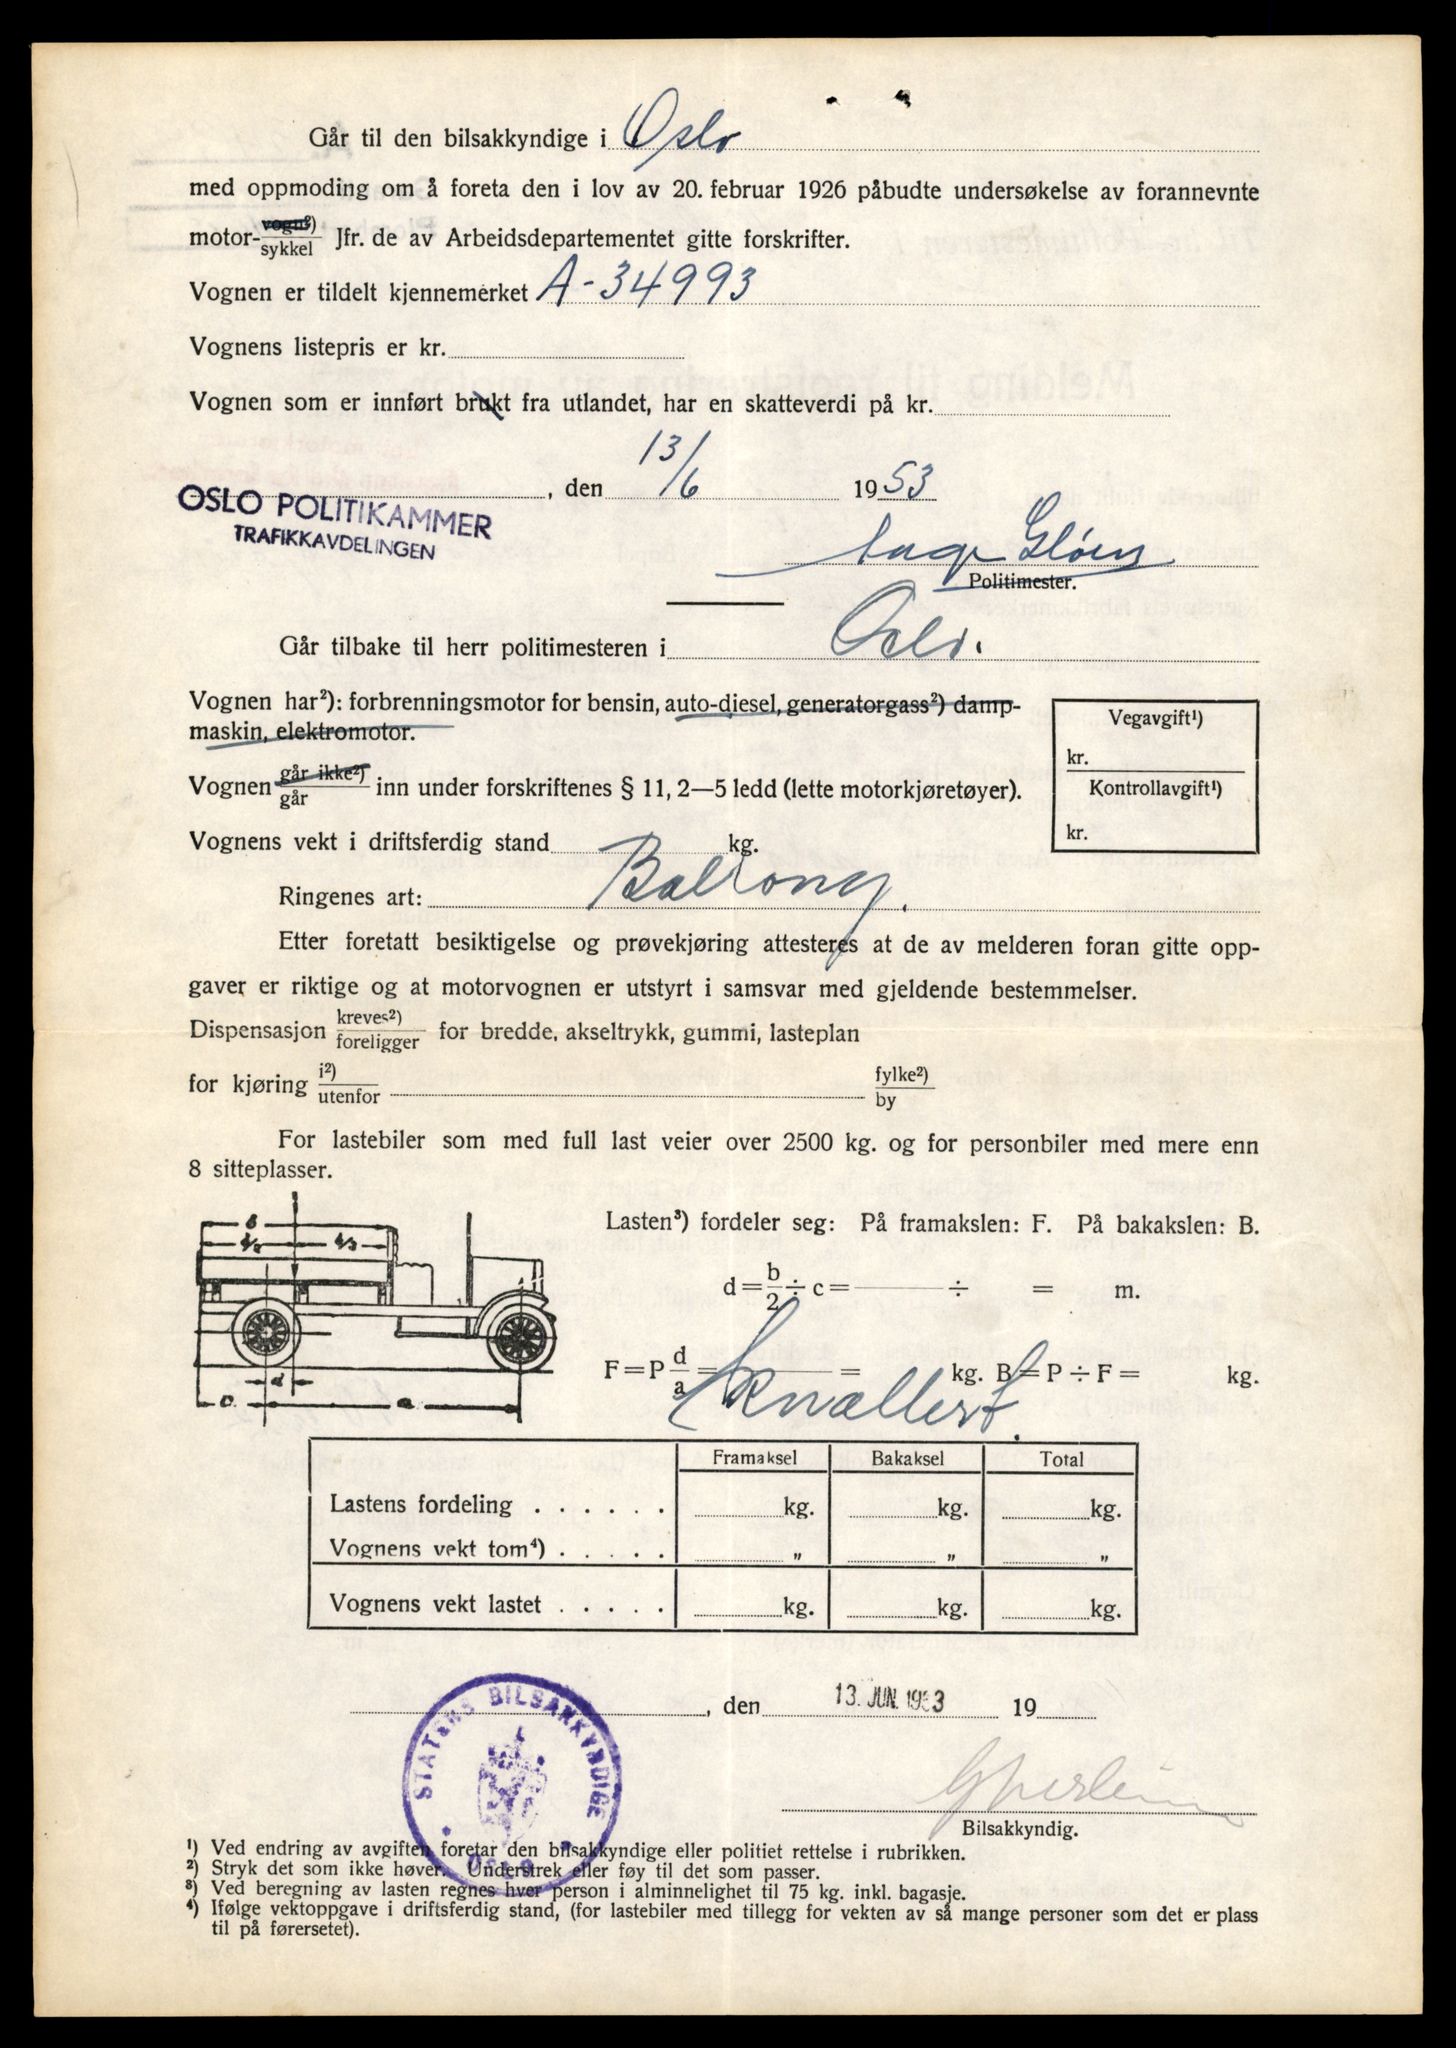 Går til den bilsakkyndige i Oslo
med oppmoding om å foreta den i lov av 20. februar 1926 påbudte undersøkelse av forannevnte
motor-vogn²)
sykkel Jfr. de av Arbeidsdepartementet gitte forskrifter.
Vognen er tildelt kjennemerket A-34993
Vognens listepris er kr.
Vognen som er innført brukt fra utlandet, har en skatteverdi på kr.
, den 13/6 1953
OSLO POLITIKAMMER
TRAFIKKAVDELINGEN
Politimester.
Går tilbake til herr politimesteren i Oslo.
Vognen har²): forbrenningsmotor for bensin, auto-diesel, generatorgass²) damp-
maskin, elektromotor.
Vegavgift¹)
kr.
Vognen går ikke²)
går inn under forskriftenes § 11, 2—5 ledd (lette motorkjøretøyer).
Kontrollavgift¹)
kr.
Vognens vekt i driftsferdig stand kg.
Ringenes art: Ballong.
Etter foretatt besiktigelse og prøvekjøring attesteres at de av melderen foran gitte opp-
gaver er riktige og at motorvognen er utstyrt i samsvar med gjeldende bestemmelser.
Dispensasjon kreves²)
foreligger for bredde, akseltrykk, gummi, lasteplan
for kjøring i²)
utenfor fylke²)
by
For lastebiler som med full last veier over 2500 kg. og for personbiler med mere enn
8 sitteplasser.
Lasten³) fordeler seg: På framakslen: F. På bakakslen: B.
d = b/2 ÷ c = ÷ = m.
F = P d/a = = kg. B = P ÷ F = kg.
b
b/2 b/2
d
c a
Knallert.
Framaksel Bakaksel Total
Lastens fordeling . . . . . . kg. kg. kg.
Vognens vekt tom⁴) . . . . . „ „ „
Vognens vekt lastet . . . . . kg. kg. kg.
, den 13. JUN. 1953 19
STATENS BILSAKKYNDIGE
OSLO
Bilsakkyndig.
¹) Ved endring av avgiften foretar den bilsakkyndige eller politiet rettelse i rubrikken.
²) Stryk det som ikke høver. Understrek eller føy til det som passer.
³) Ved beregning av lasten regnes hver person i alminnelighet til 75 kg. inkl. bagasje.
⁴) Ifølge vektoppgave i driftsferdig stand, (for lastebiler med tillegg for vekten av så mange personer som det er plass
til på førersetet).